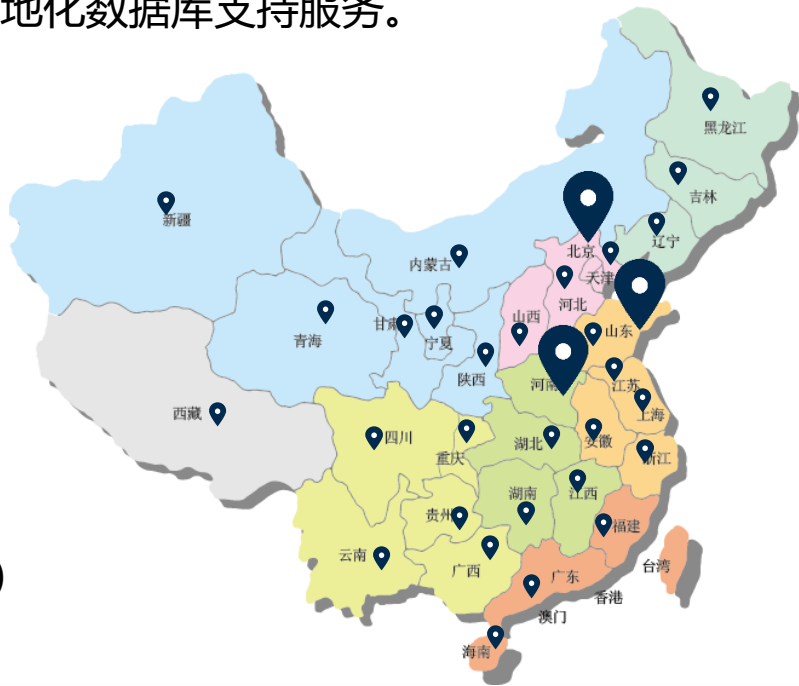 地化数据库支持服务。
黑龙江
吉林
新疆
辽宁
北京
内蒙古
天津
河北
山西
甘肃
山东
青海
宁夏
陕西
河南
江苏
西藏
上海
四川
安徽
湖北
重庆
浙江
湖南
江西
贵州
福建
云南
台湾
广西
广东
香港
澳门
海南
)